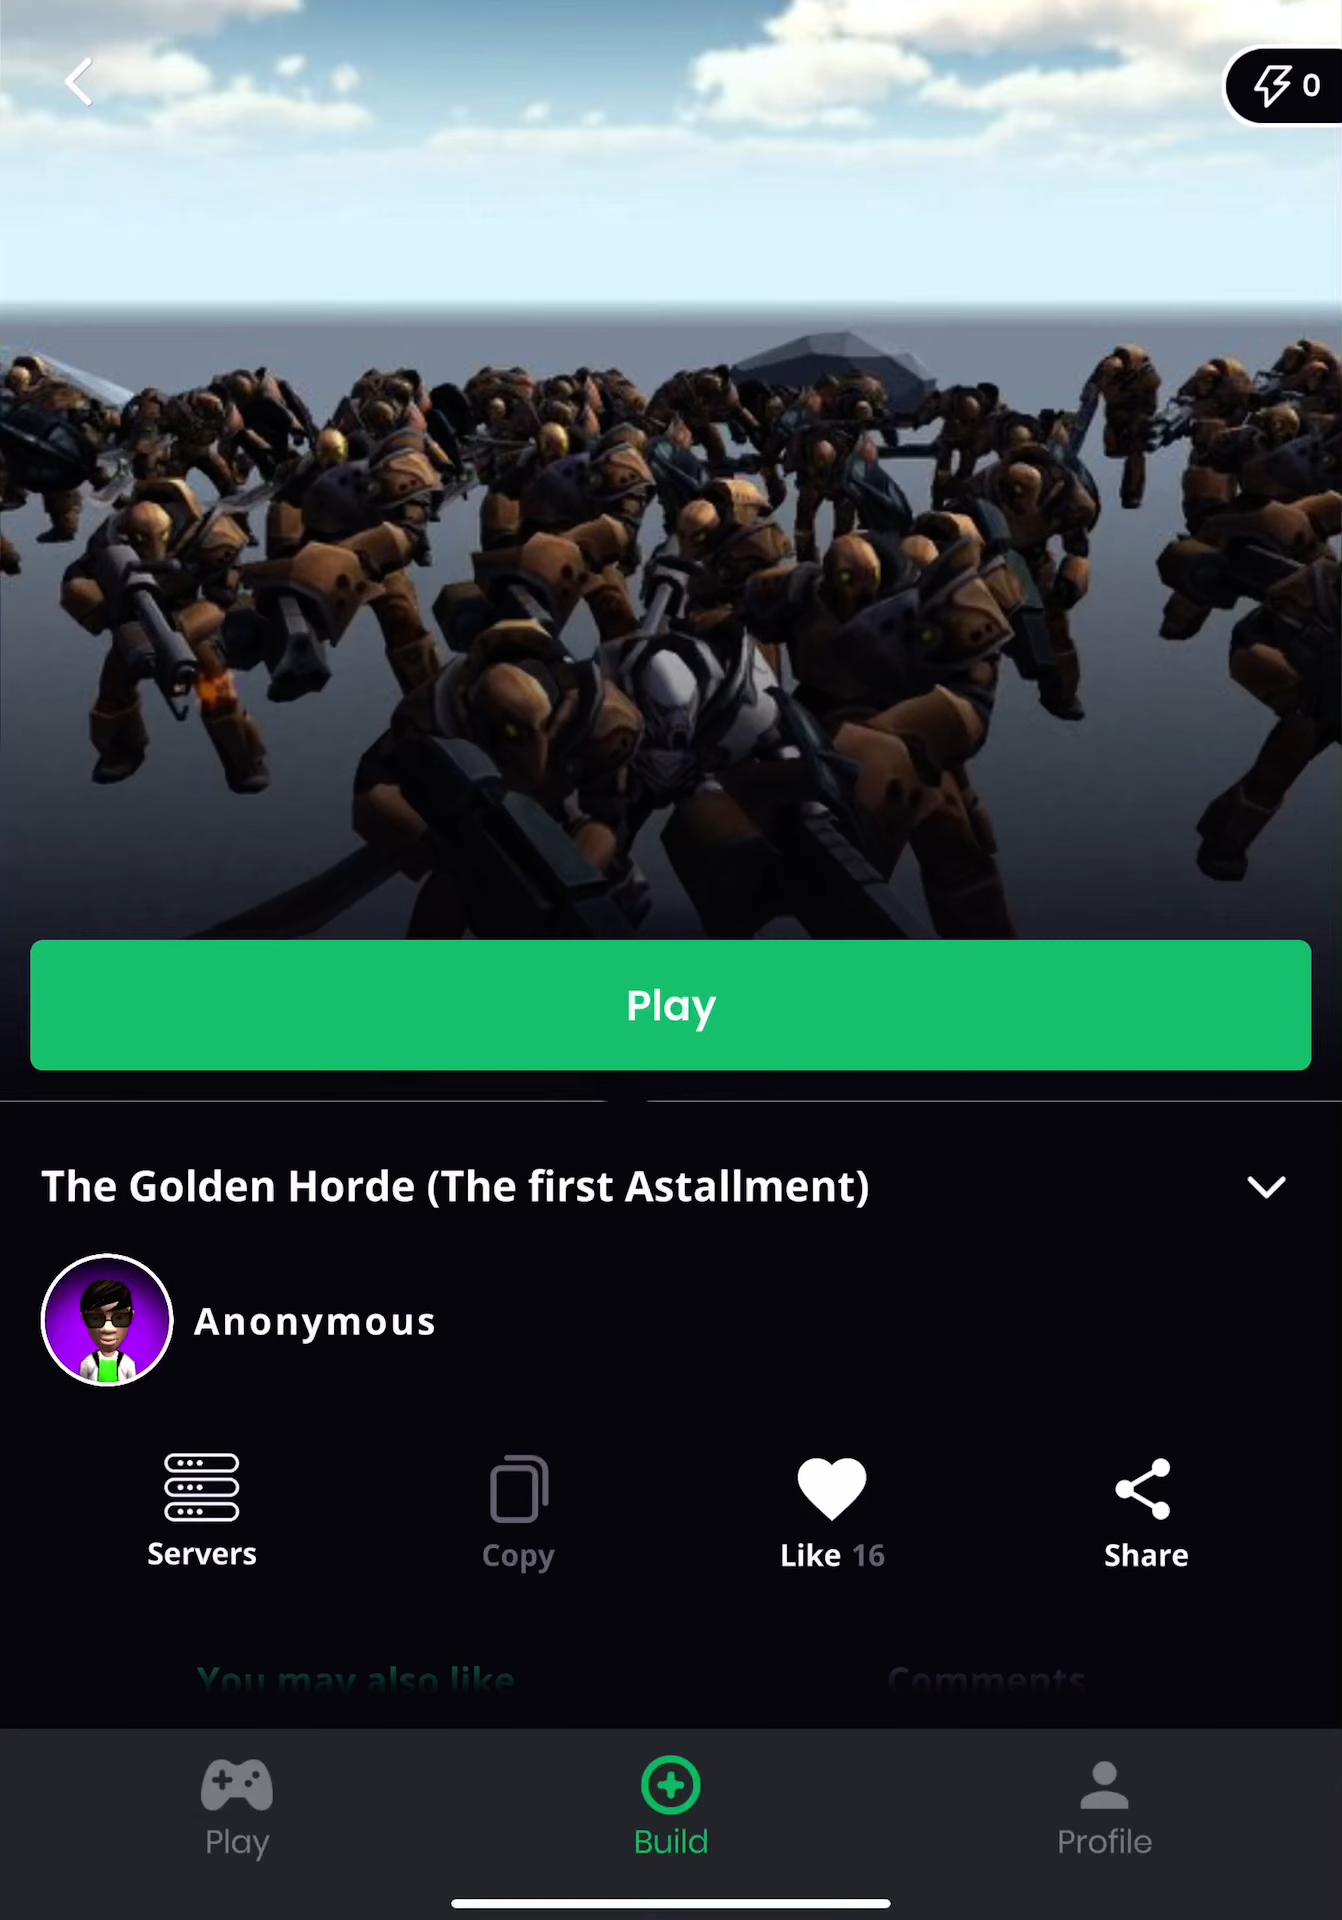 0
Play
The Golden Horde (The first Astallment)
Anonymous
Servers
Copy
Like 16
Share
You may also like
Comments
Play
Build
Profile